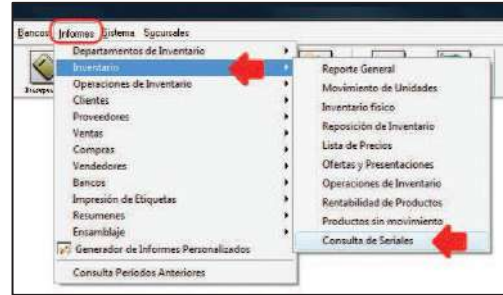 Bancos Informes Sistema Sucursales
Departamentos de Inventario
Inventario
Operaciones de Inventario
Clientes
Proveedores
Ventas
Compras
Vendedores
Bancos
Impresión de Etiquetas
Resumenes
Ensamblaje
Generador de Informes Personalizados
Consulta Periodos Anteriores
Reporte General
Movimiento de Unidades
Inventario físico
Reposición de Inventario
Lista de Precios
Ofertas y Presentaciones
Operaciones de Inventario
Rentabilidad de Productos
Productos sin movimiento
Consulta de Seriales